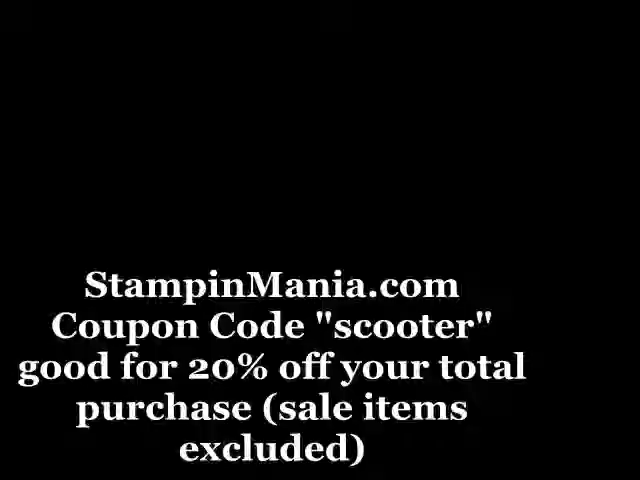 StampinMania.com
Coupon Code "scooter"
good for 20% off your total
purchase (sale items
excluded)